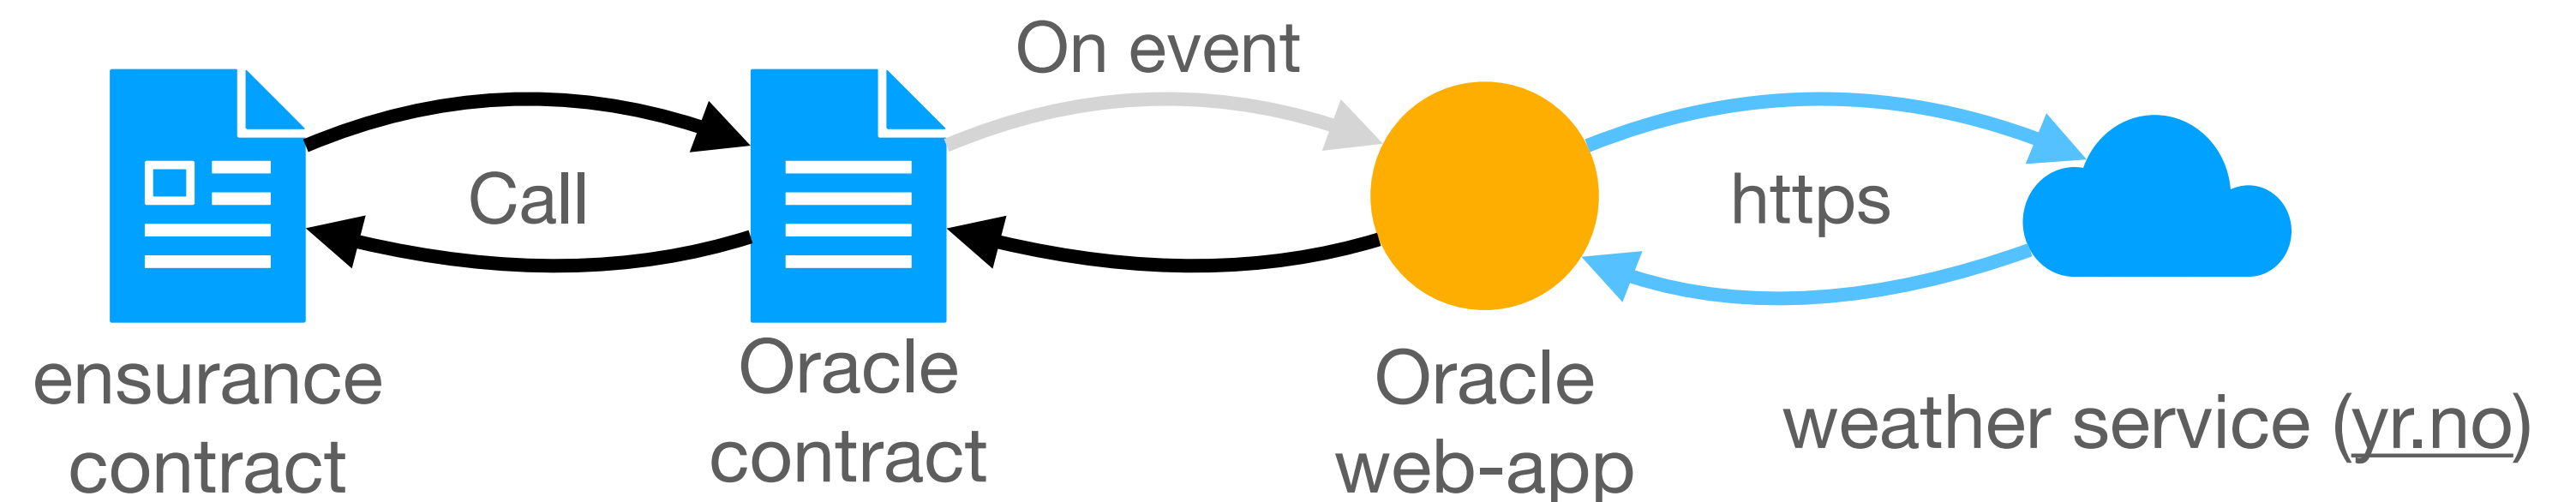 On event
Call
https
ensurance
contract
Oracle
contract
Oracle
web-app
weather service (yr.no)